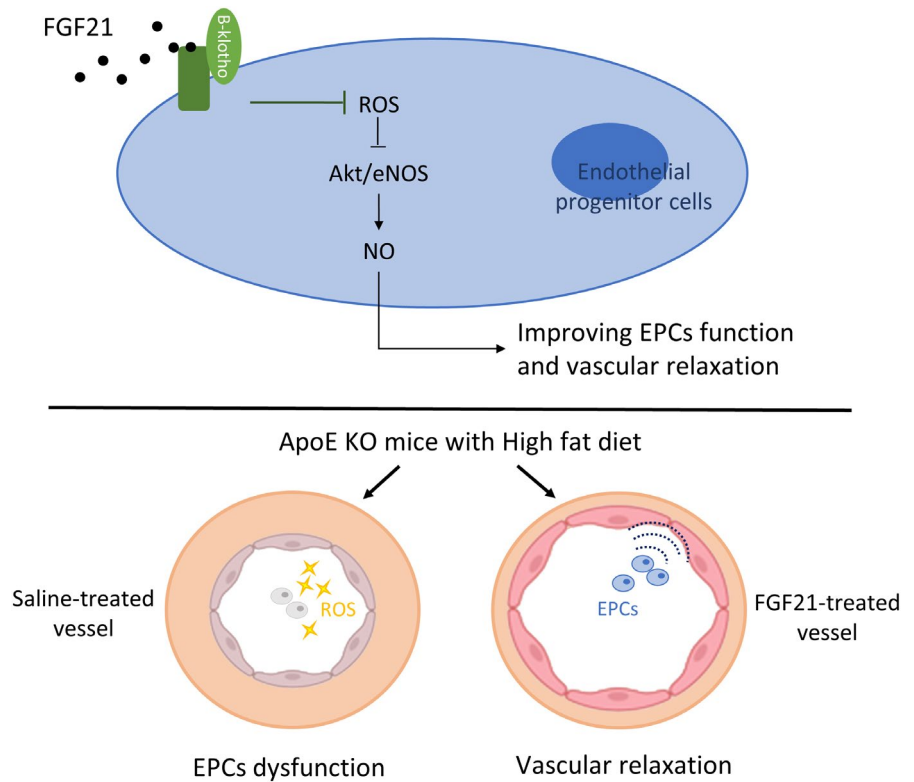 FGF21
B-klotho
ROS
Akt/eNOS
NO
Endothelial
progenitor cells
Improving EPCs function
and vascular relaxation
ApoE KO mice with High fat diet
Saline-treated
vessel
ROS
EPCs
FGF21-treated
vessel
EPCs dysfunction
Vascular relaxation